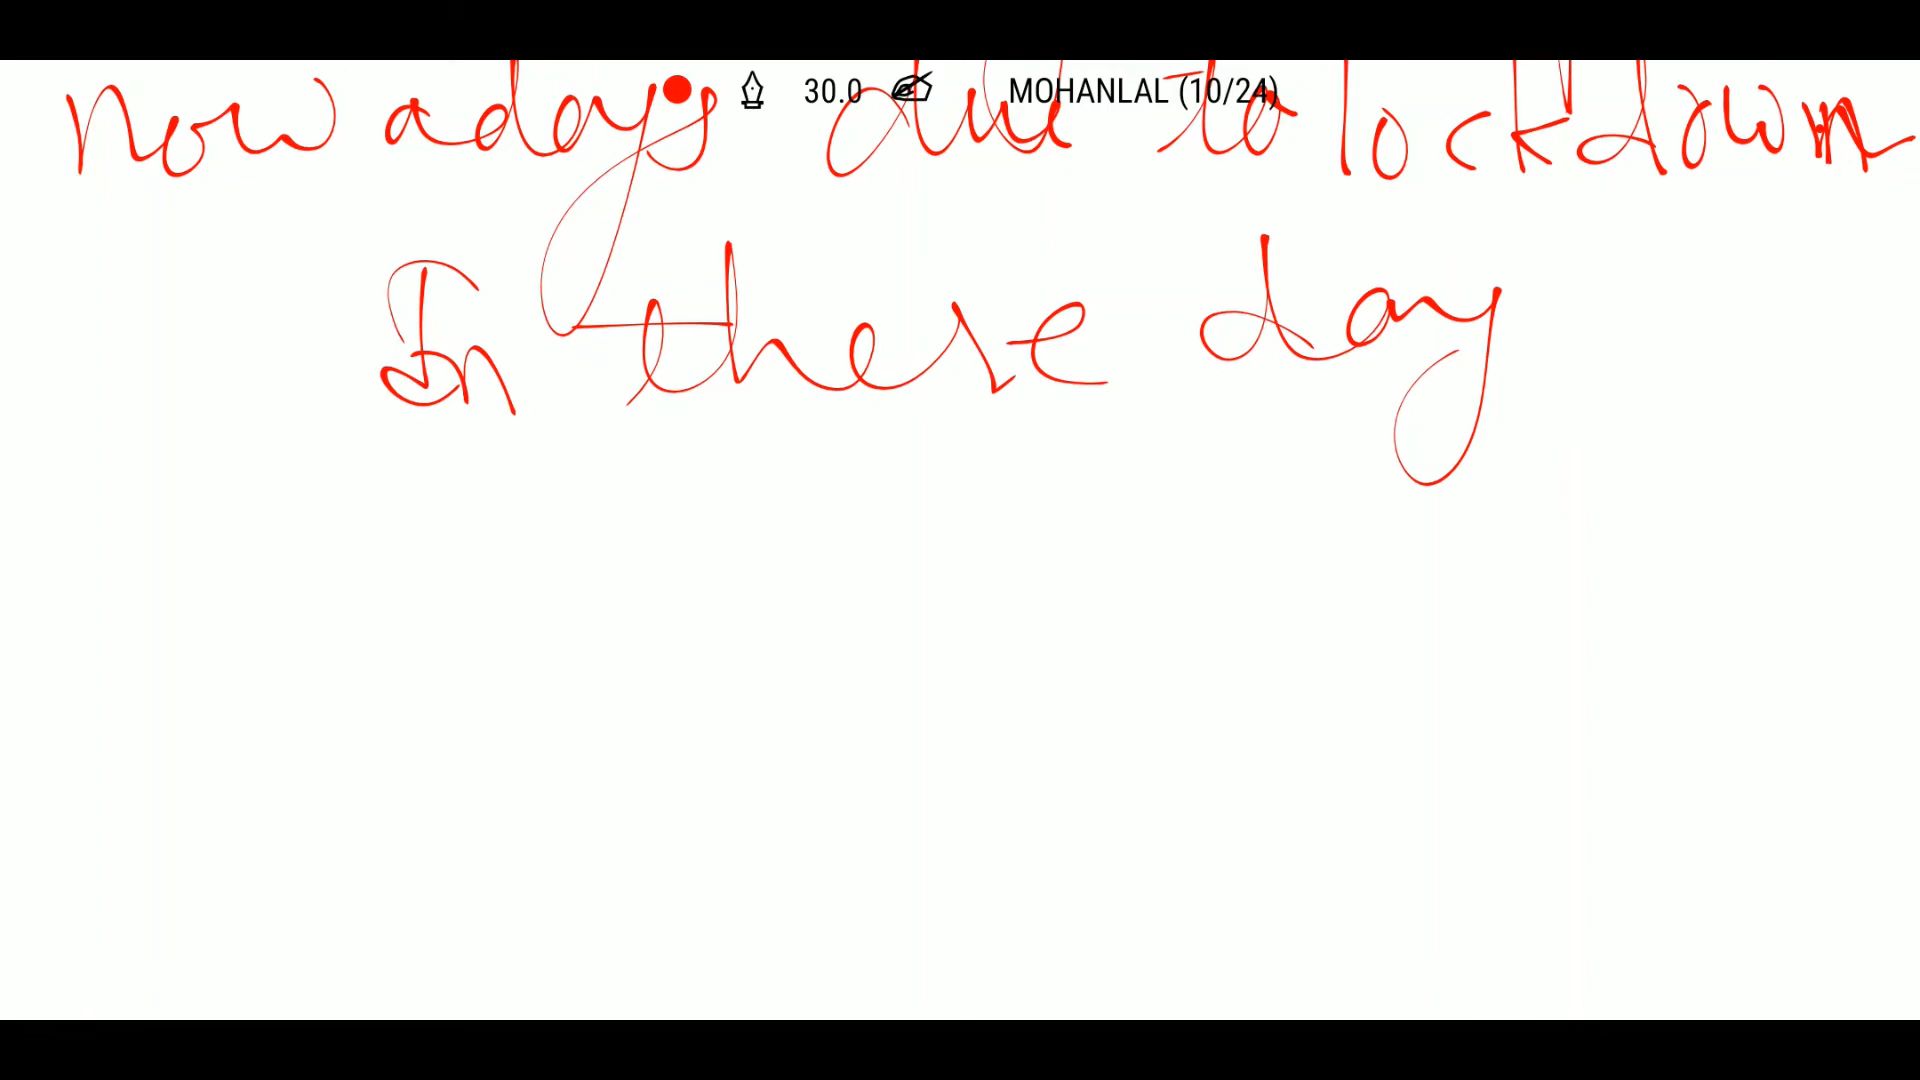 30.0 MOHANLAL (10/24)
now adays due to lockdown
In these day